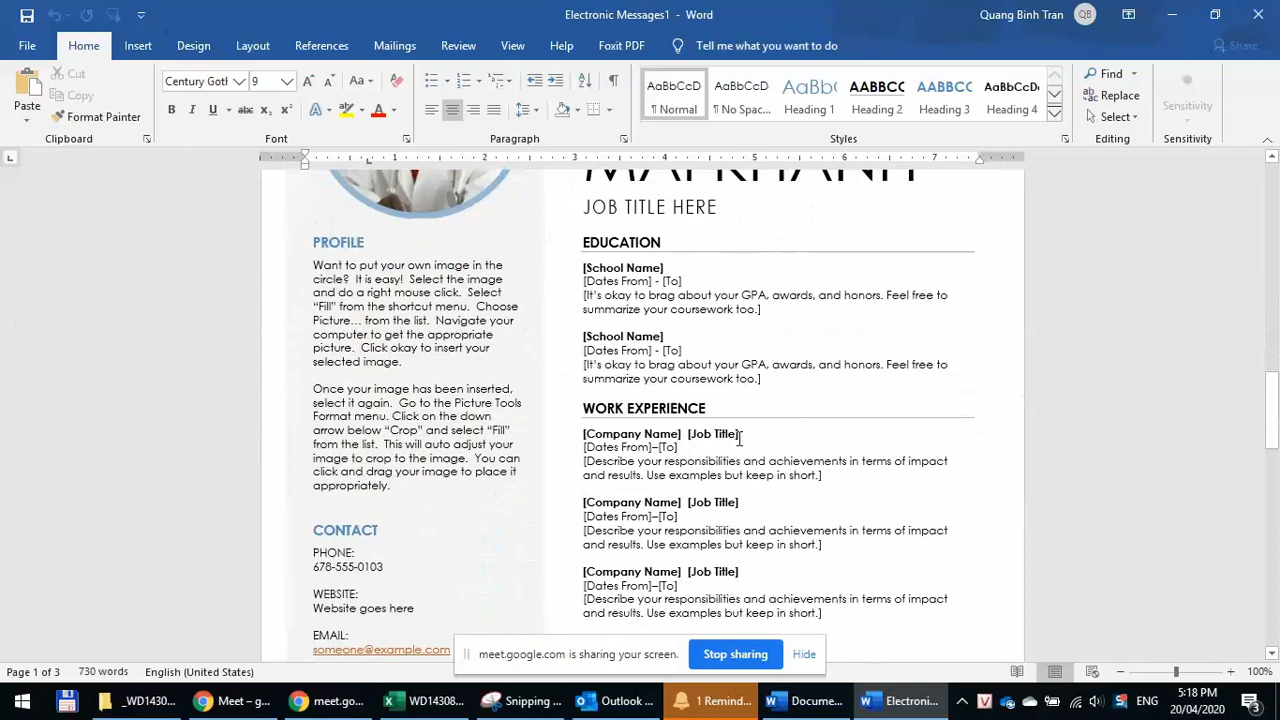 Electronic Messages1 - Word
Quang Binh Tran QB
File Home Insert Design Layout References Mailings Review View Help Foxit PDF Tell me what you want to do Share
Paste
Cut
Copy
Format Painter
Clipboard
Century Goth 9
Aa
B I U abc X₂ X² A A
Font
Paragraph
AaBbCcD AaBbCcD AaBbC AABBCC AABBCC AaBbCcDc
¶ Normal ¶ No Spac... Heading 1 Heading 2 Heading 3 Heading 4
Styles
Find
Replace
Select
Editing
Sensitivity
Sensitivity
1 2 3 4 5 6 7
JOB TITLE HERE
PROFILE
Want to put your own image in the
circle? It is easy! Select the image
and do a right mouse click. Select
“Fill” from the shortcut menu. Choose
Picture… from the list. Navigate your
computer to get the appropriate
picture. Click okay to insert your
selected image.
Once your image has been inserted,
select it again. Go to the Picture Tools
Format menu. Click on the down
arrow below “Crop” and select “Fill”
from the list. This will auto adjust your
image to crop to the image. You can
click and drag your image to place it
appropriately.
CONTACT
PHONE:
678-555-0103
WEBSITE:
Website goes here
EMAIL:
someone@example.com
EDUCATION
[School Name]
[Dates From] - [To]
[It’s okay to brag about your GPA, awards, and honors. Feel free to
summarize your coursework too.]
[School Name]
[Dates From] - [To]
[It’s okay to brag about your GPA, awards, and honors. Feel free to
summarize your coursework too.]
WORK EXPERIENCE
[Company Name] [Job Title]
[Dates From]–[To]
[Describe your responsibilities and achievements in terms of impact
and results. Use examples but keep in short.]
[Company Name] [Job Title]
[Dates From]–[To]
[Describe your responsibilities and achievements in terms of impact
and results. Use examples but keep in short.]
[Company Name] [Job Title]
[Dates From]–[To]
[Describe your responsibilities and achievements in terms of impact
and results. Use examples but keep in short.]
meet.google.com is sharing your screen. Stop sharing Hide
Page 1 of 3 730 words English (United States) 100%
_WD1430... Meet – g... meet.go... WD14308... Snipping ... Outlook ... 1 Remind... Docume... Electroni... ENG 5:18 PM
20/04/2020 3